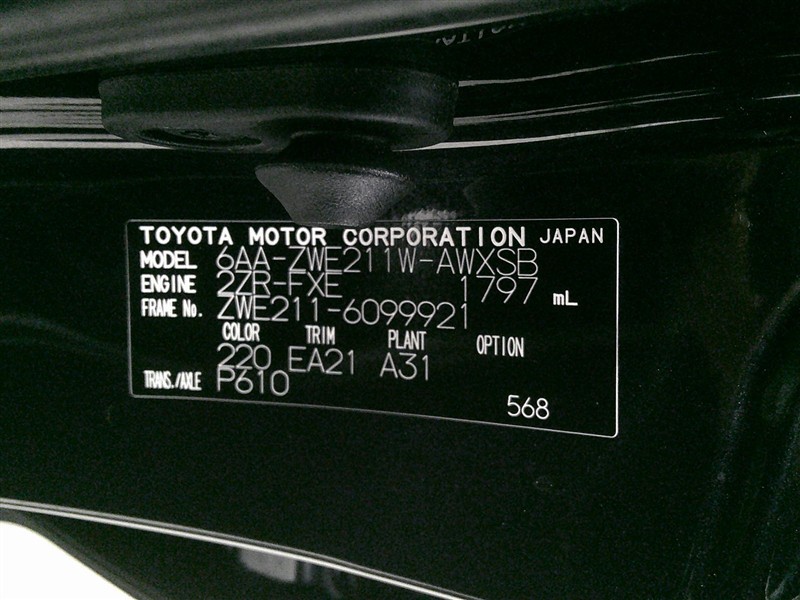 TOYOTA MOTOR CORPORATION JAPAN
MODEL 6AA-ZWE211W-AWXSB
ENGINE 2ZR-FXE 1797 mL
FRAME No. ZWE211-6099921
COLOR TRIM PLANT OPTION
220 EA21 A31
TRANS./AXLE P610
568